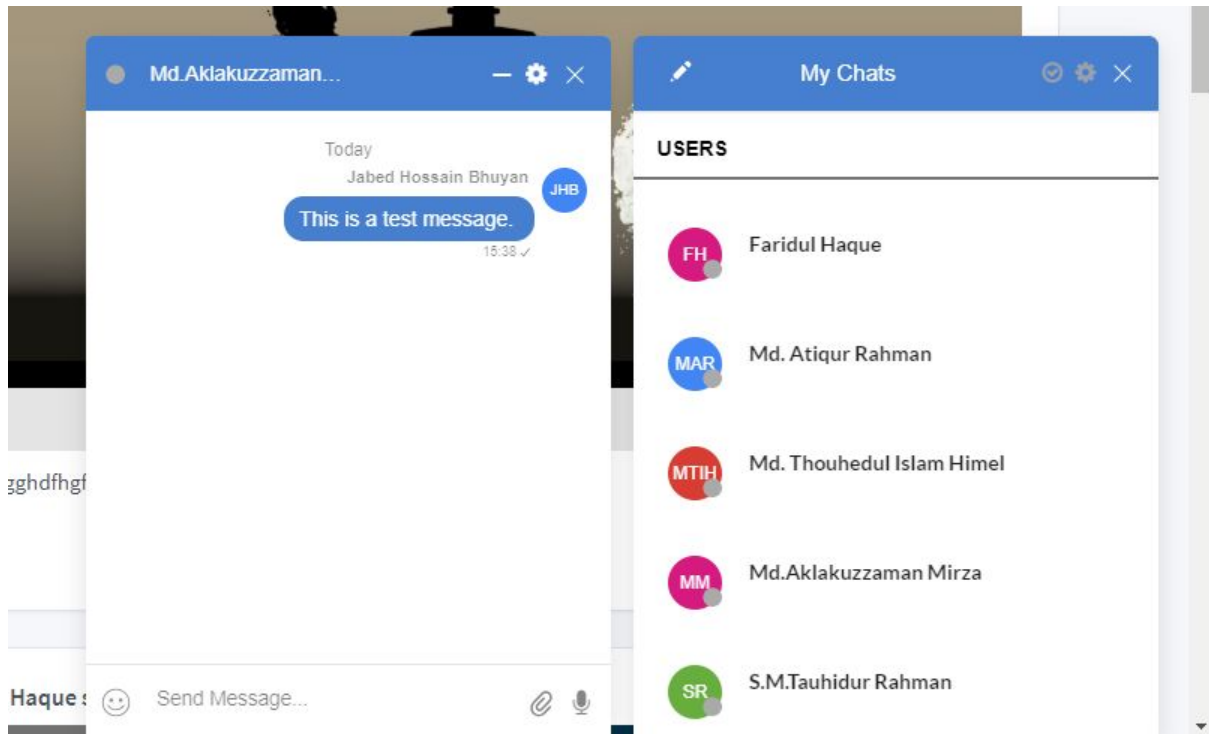 Md.Aklakuzzaman...
Today
Jabed Hossain Bhuyan
JHB
This is a test message.
15:38
Send Message...
My Chats
USERS
FH
Faridul Haque
MAR
Md. Atiqur Rahman
MTIH
Md. Thouhedul Islam Himel
MM
Md.Aklakuzzaman Mirza
SR
S.M.Tauhidur Rahman
gghdfhgf
Haque s